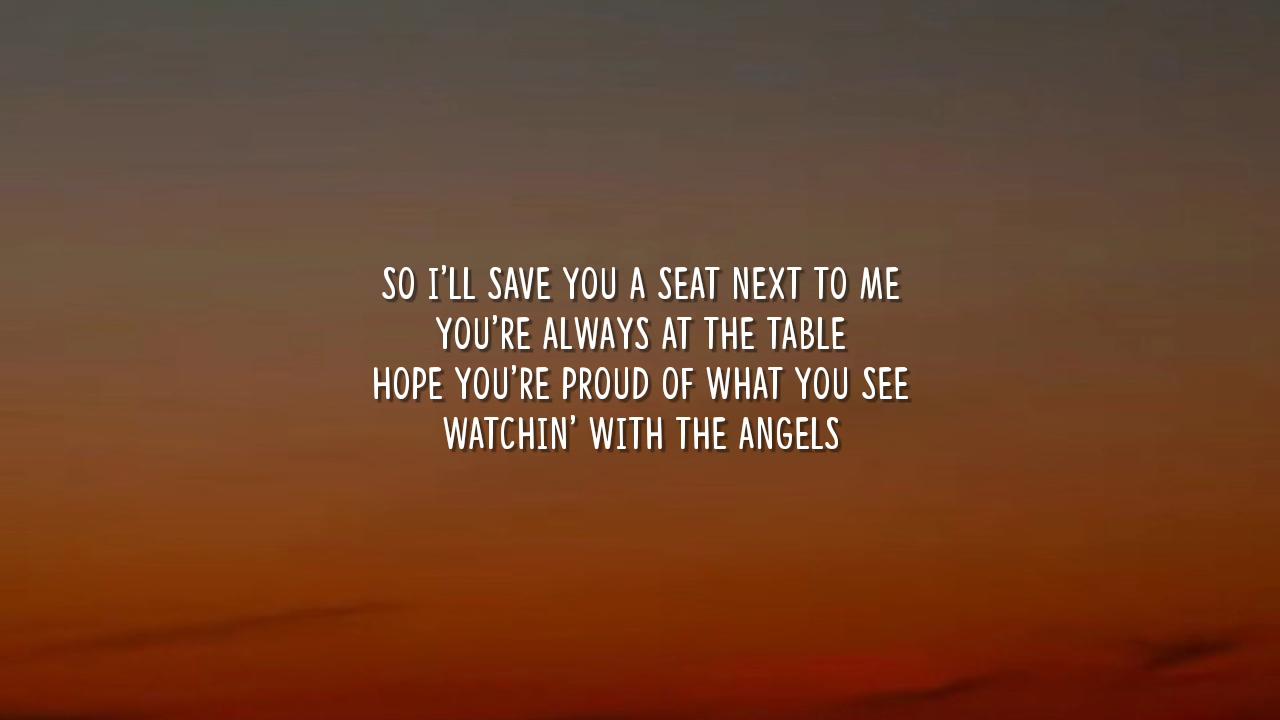 SO I'LL SAVE YOU A SEAT NEXT TO ME
YOU'RE ALWAYS AT THE TABLE
HOPE YOU'RE PROUD OF WHAT YOU SEE
WATCHIN' WITH THE ANGELS